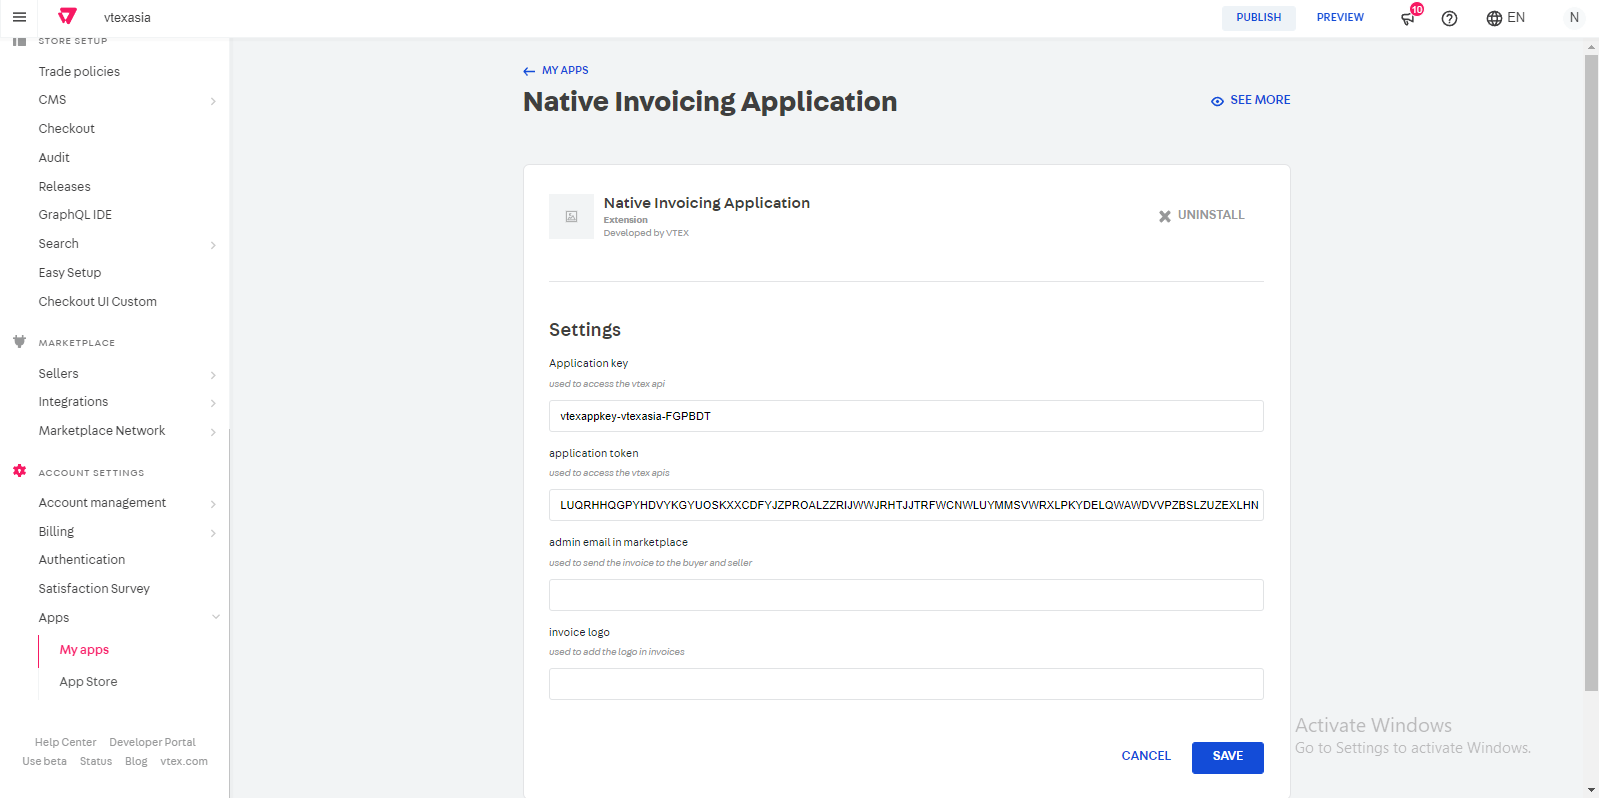 vtexasia
PUBLISH
PREVIEW
10
EN
N
STORE SETUP
Trade policies
CMS
Checkout
Audit
Releases
GraphQL IDE
Search
Easy Setup
Checkout UI Custom
MARKETPLACE
Sellers
Integrations
Marketplace Network
ACCOUNT SETTINGS
Account management
Billing
Authentication
Satisfaction Survey
Apps
My apps
App Store
Help Center Developer Portal
Use beta Status Blog vtex.com
MY APPS
Native Invoicing Application
SEE MORE
Native Invoicing Application
Extension
Developed by VTEX
UNINSTALL
Settings
Application key
used to access the vtex api
vtexappkey-vtexasia-FGPBDT
application token
used to access the vtex apis
LUQRHHQGPYHDVYKGYUOSKXXCDFYJZPROALZZRIJWWJRHTJJTRFWCNWLUYMMSVWRXLPKYDELQWAWDVVPZBSLZUZEXLHN
admin email in marketplace
used to send the invoice to the buyer and seller
invoice logo
used to add the logo in invoices
CANCEL
SAVE
Activate Windows
Go to Settings to activate Windows.